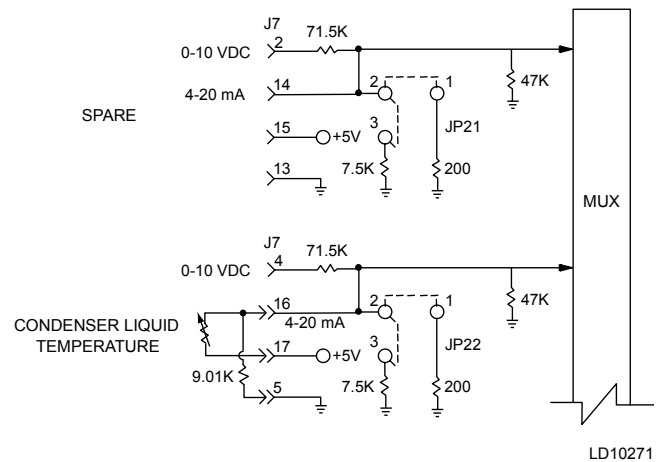 J7
0-10 VDC 2 71.5K
4-20 mA 14 2 1 47K
SPARE
15 +5V 3 JP21
13 7.5K 200
MUX
J7
0-10 VDC 4 71.5K
16 4-20 mA 2 1 47K
CONDENSER LIQUID
TEMPERATURE
17 +5V 3 JP22
9.01K 5 7.5K 200
LD10271